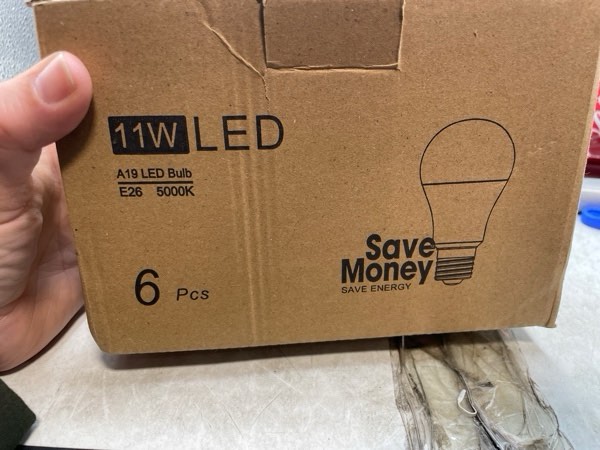 11W LED
A19 LED Bulb
E26 5000K
6 Pcs
Save
Money
SAVE ENERGY